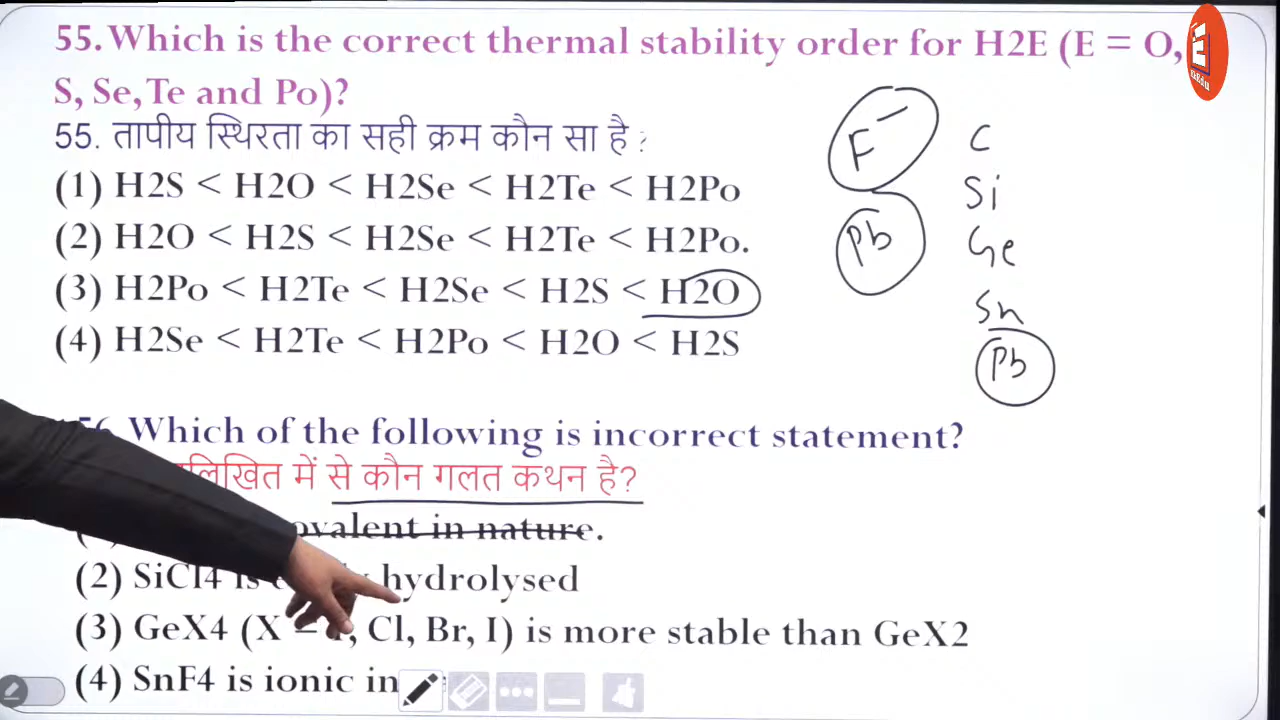 55. Which is the correct thermal stability order for H2E (E = O,
S, Se, Te and Po)?
55. तापीय स्थिरता का सही क्रम कौन सा है ?
(1) H2S < H2O < H2Se < H2Te < H2Po
(2) H2O < H2S < H2Se < H2Te < H2Po.
(3) H2Po < H2Te < H2Se < H2S < H2O
(4) H2Se < H2Te < H2Po < H2O < H2S
F⁻
Pb
C
Si
Ge
Sn
Pb
Which of the following is incorrect statement?
में से कौन गलत कथन है?
in nature.
(2) SiCl4 is hydrolysed
(3) GeX4 (X Cl, Br, I) is more stable than GeX2
(4) SnF4 is ionic in